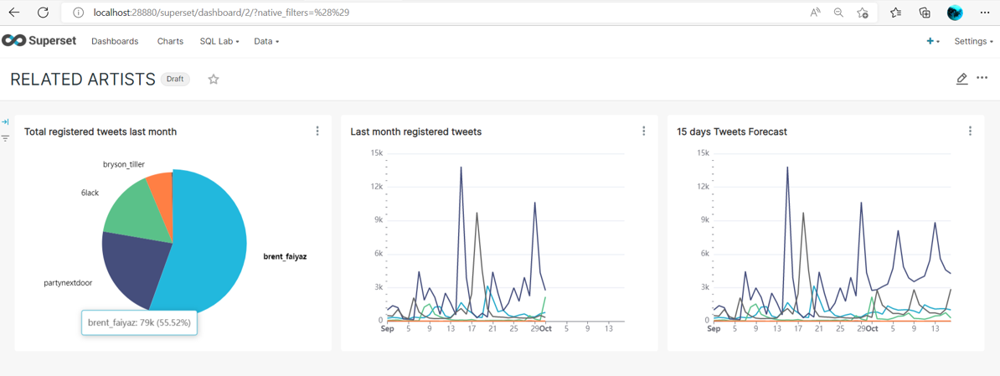 localhost:28880/superset/dashboard/2/?native_filters=%28%29
Superset Dashboards Charts SQL Lab Data Settings
RELATED ARTISTS Draft
Total registered tweets last month
bryson_tiller
6lack
brent_faiyaz
partynextdoor
brent_faiyaz: 79k (55.52%)
Last month registered tweets
15k
12k
9k
6k
3k
0
Sep 5 9 13 17 21 25 29 Oct 5 9 13
15 days Tweets Forecast
15k
12k
9k
6k
3k
0
Sep 5 9 13 17 21 25 29 Oct 5 9 13